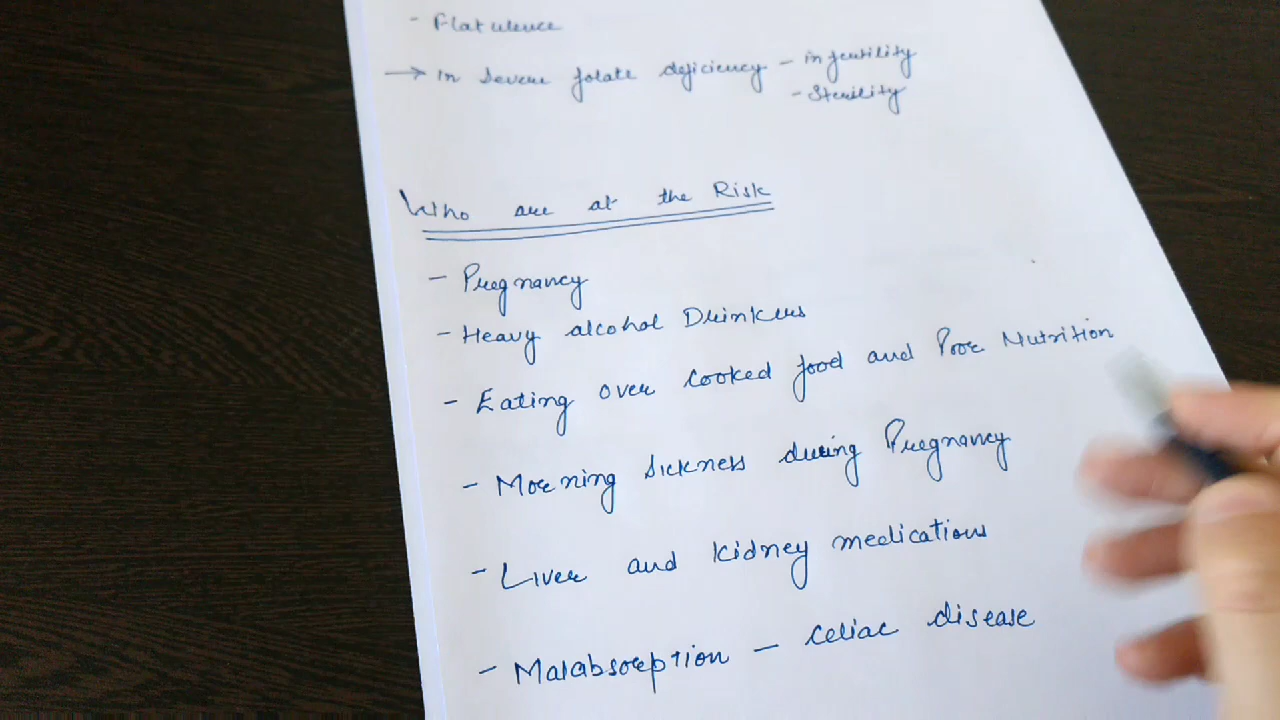 - Flatulence
→ In Severe folate deficiency - infertility
- Sterility
Who are at the Risk
- Pregnancy
- Heavy alcohol Drinkers
- Eating over cooked food and Poor Nutrition
- Morning Sickness during Pregnancy
- Liver and kidney medications
- Malabsorption - Celiac disease